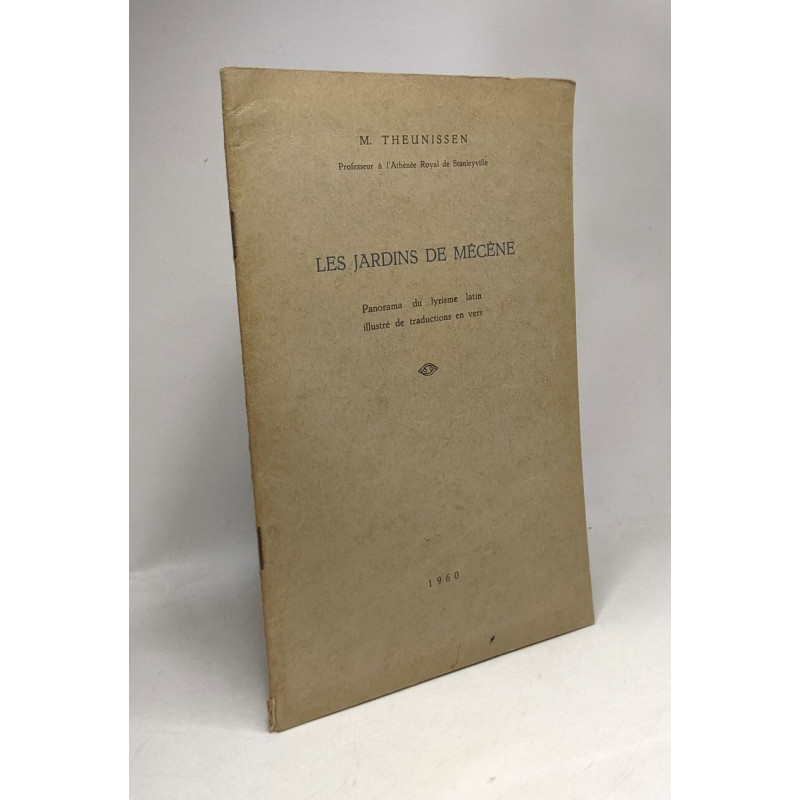 M. THEUNISSEN
Professeur à l'Athénée Royal de Stanleyville
LES JARDINS DE MÉCÈNE
Panorama du lyrisme latin
illustré de traductions en vers
1960